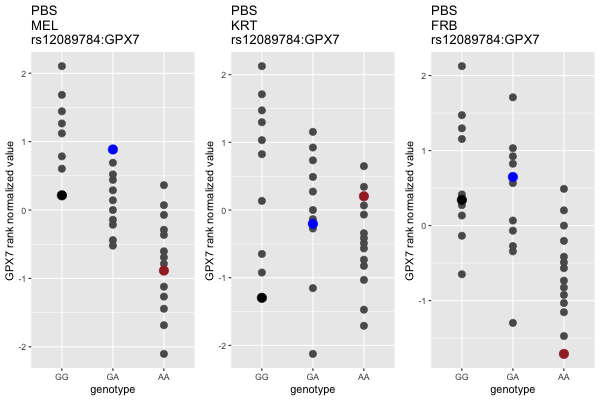 PBS
MEL
rs12089784:GPX7
GPX7 rank normalized value
2
1
0
-1
-2
GG GA AA
genotype
PBS
KRT
rs12089784:GPX7
GPX7 rank normalized value
2
1
0
-1
-2
GG GA AA
genotype
PBS
FRB
rs12089784:GPX7
GPX7 rank normalized value
2
1
0
-1
GG GA AA
genotype